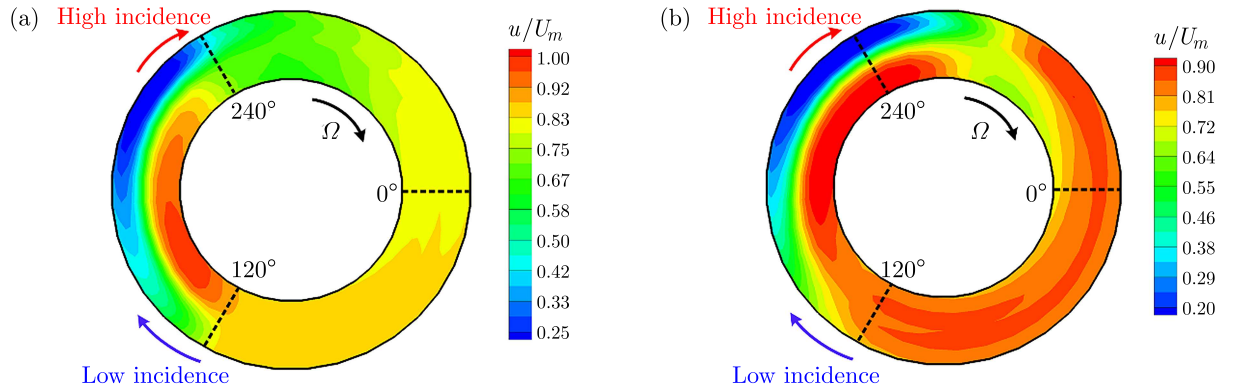 (a)
High incidence
240°
Ω
0°
120°
Low incidence
u/Um
1.00
0.92
0.83
0.75
0.67
0.58
0.50
0.42
0.33
0.25
(b)
High incidence
240°
Ω
0°
120°
Low incidence
u/Um
0.90
0.81
0.72
0.64
0.55
0.46
0.38
0.29
0.20